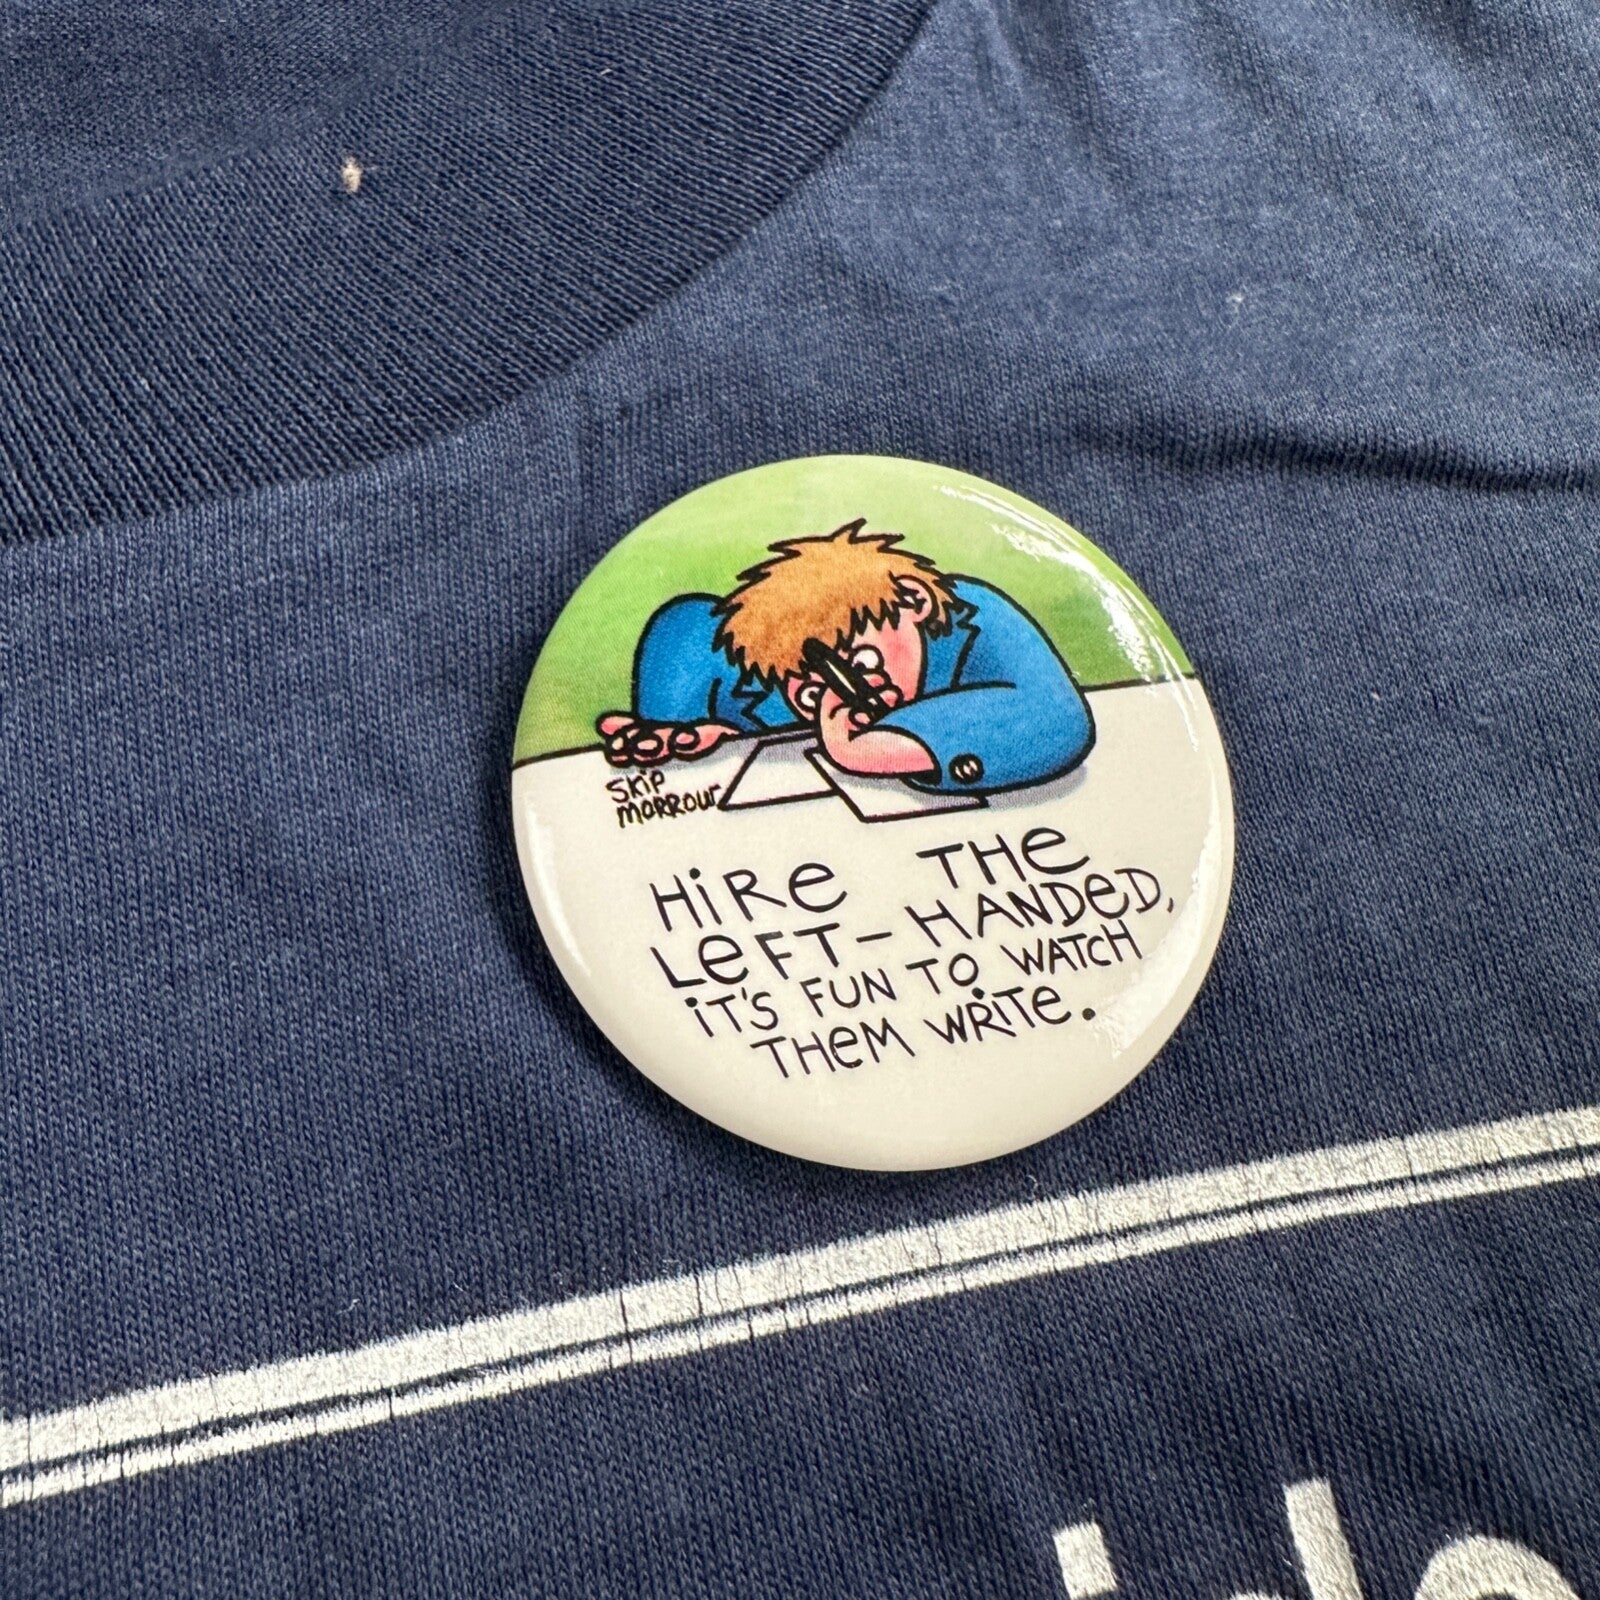 SKiP
MORROW
HiRe THe
LeFT-HANDeD,
iT'S FUN TO WATCH
THeM WRiTe.